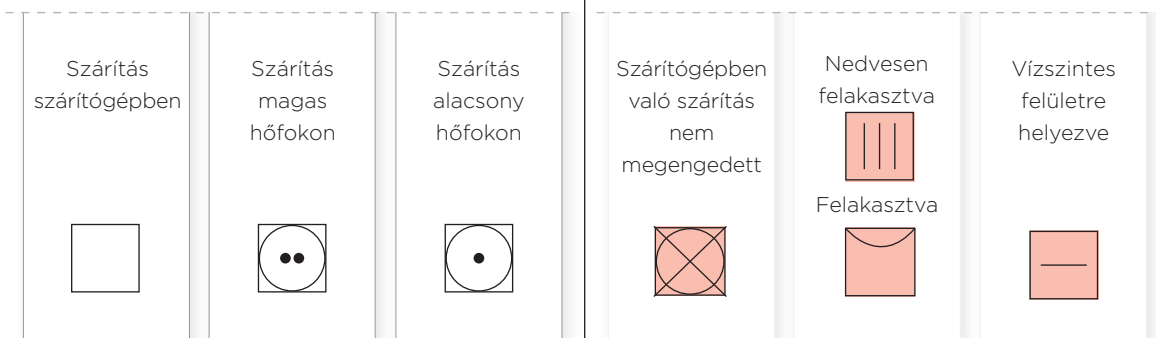 Szárítás
szárítógépben
Szárítás
magas
hőfokon
Szárítás
alacsony
hőfokon
Szárítógépben
való szárítás
nem
megengedett
Nedvesen
felakasztva
Felakasztva
Vízszintes
felületre
helyezve